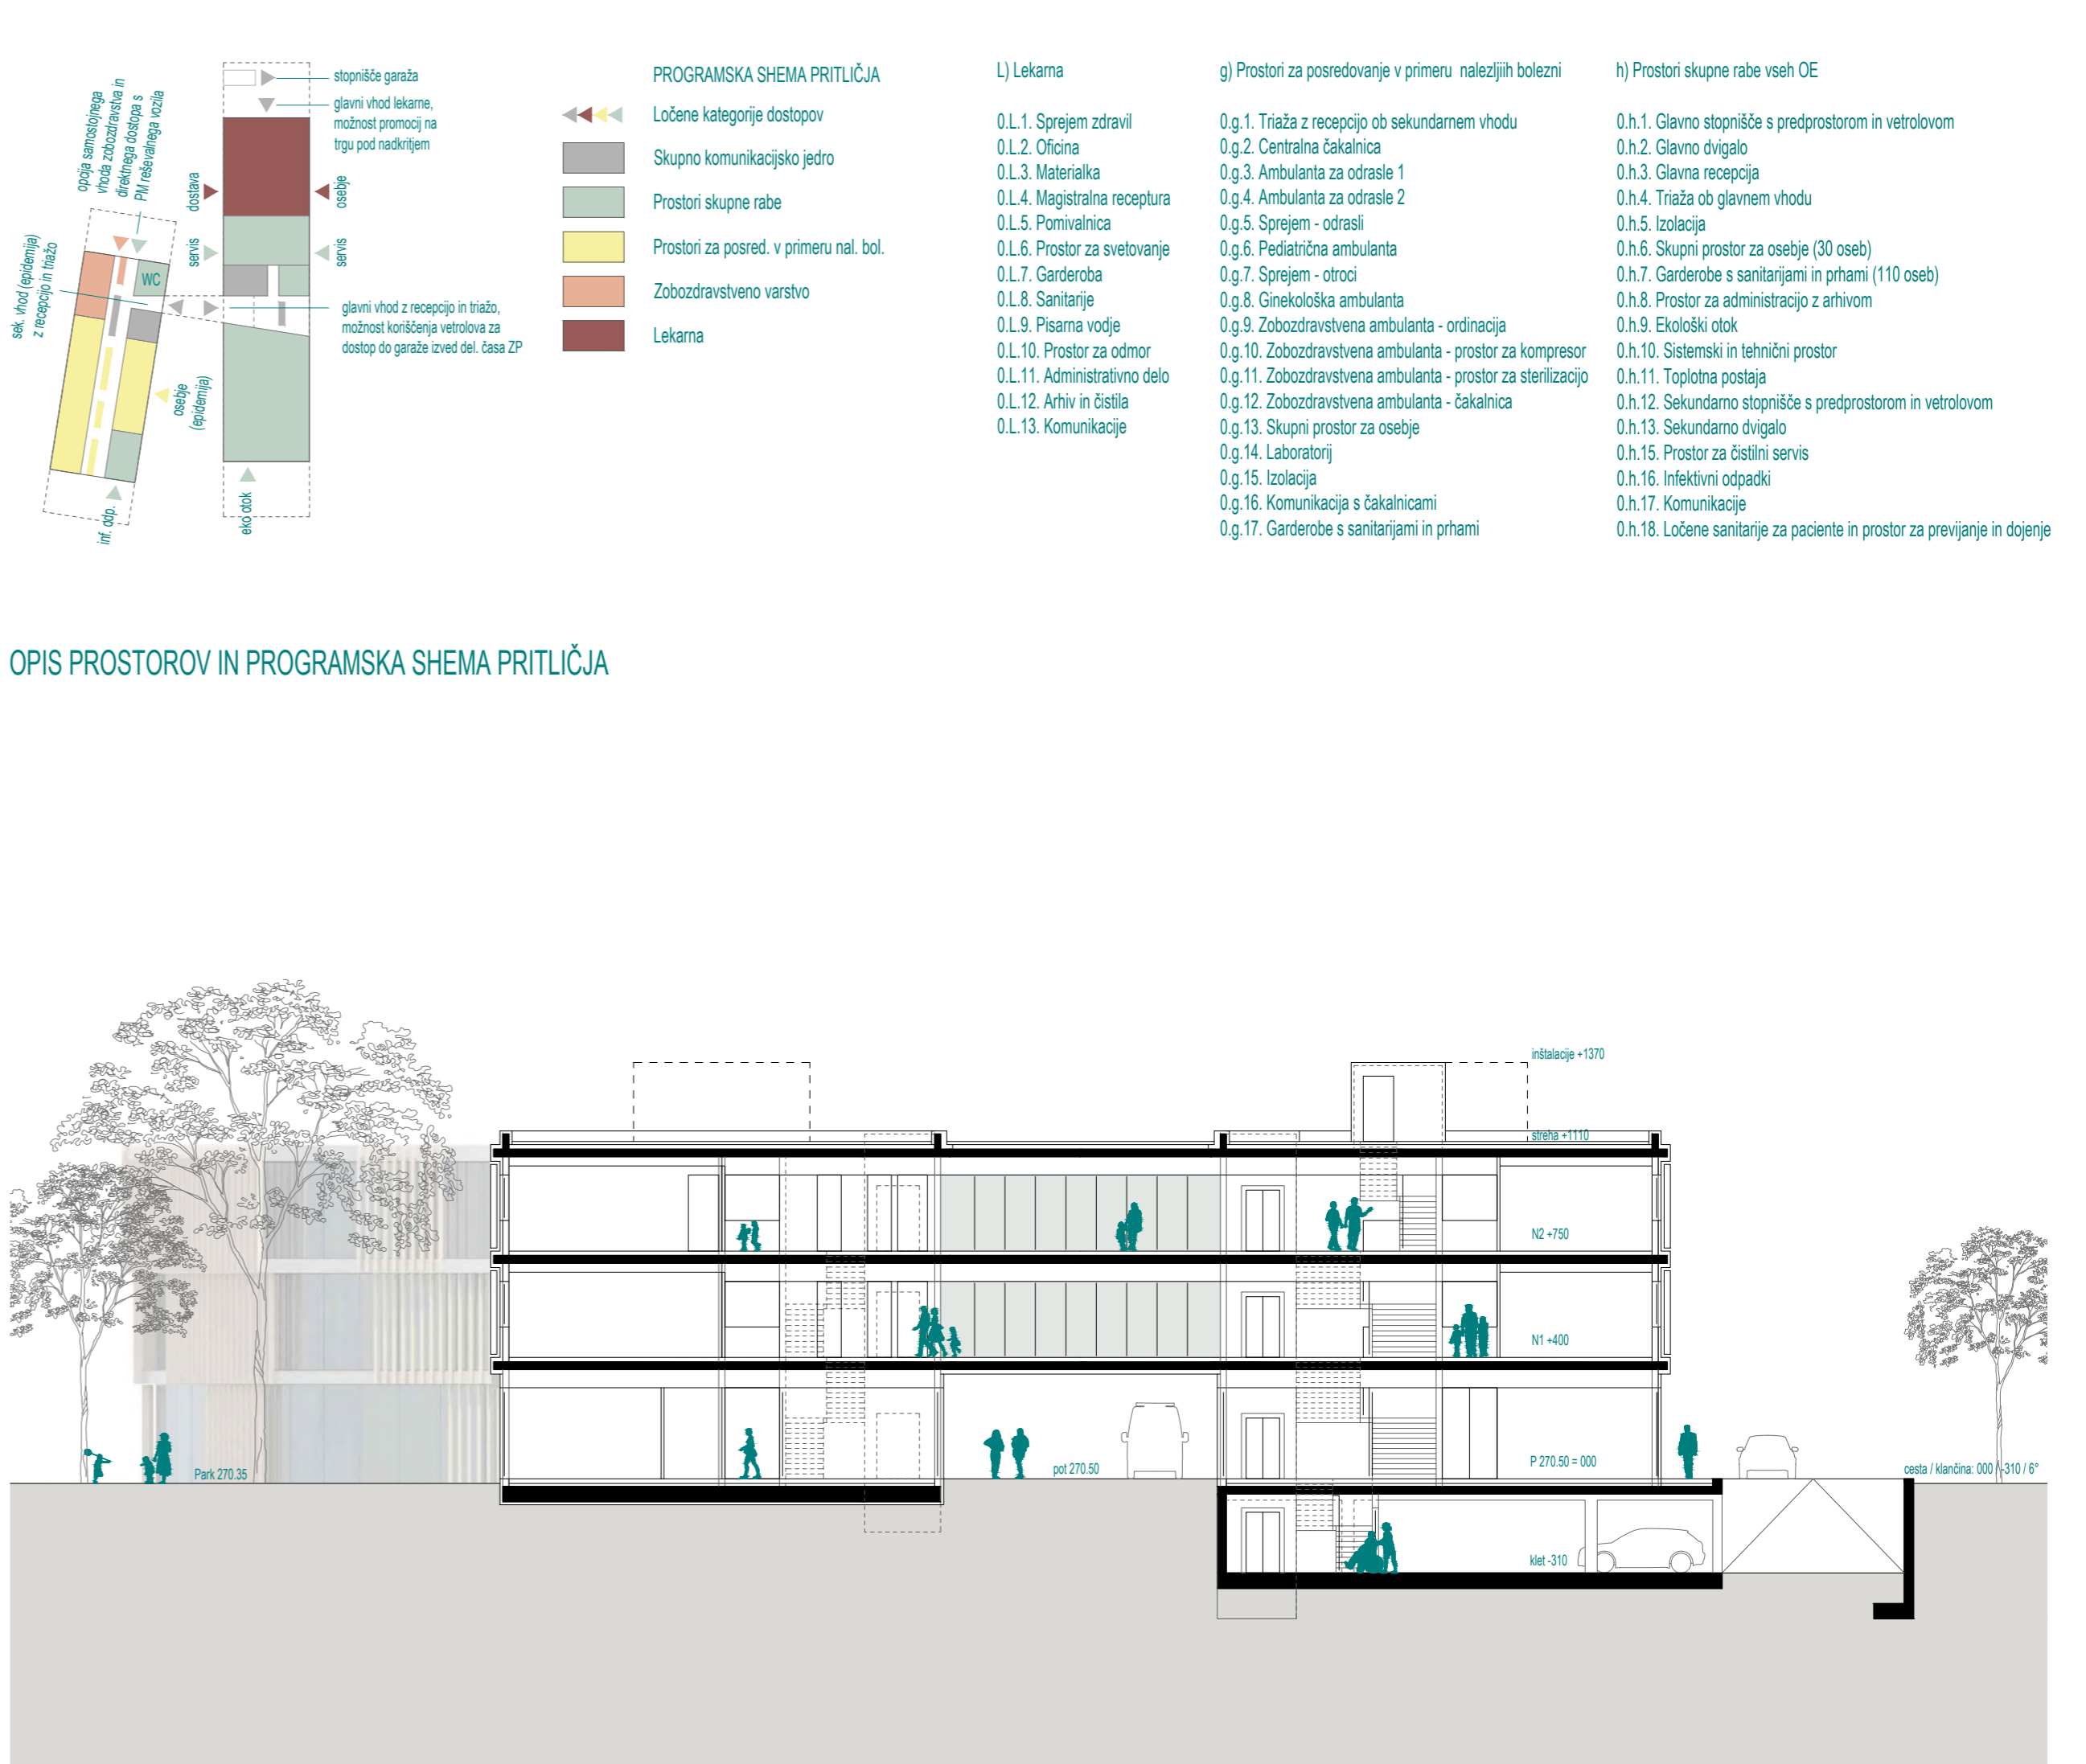 stopnišče garaža
glavni vhod lekarne,
možnost promocij na
trgu pod nadkritjem
opcija samostojnega
vhoda zobozdravstva in
direktnega dostopa s
PM reševalnega vozila
dostava
osebje
servis
servis
WC
sek. vhod (epidemija)
z recepcijo in triažo
glavni vhod z recepcijo in triažo,
možnost koriščenja vetrolova za
dostop do garaže izved del. časa ZP
osebje
(epidemija)
inf. odp.
eko otok
PROGRAMSKA SHEMA PRITLIČJA
Ločene kategorije dostopov
Skupno komunikacijsko jedro
Prostori skupne rabe
Prostori za posred. v primeru nal. bol.
Zobozdravstveno varstvo
Lekarna
L) Lekarna
0.L.1. Sprejem zdravil
0.L.2. Oficina
0.L.3. Materialka
0.L.4. Magistralna receptura
0.L.5. Pomivalnica
0.L.6. Prostor za svetovanje
0.L.7. Garderoba
0.L.8. Sanitarije
0.L.9. Pisarna vodje
0.L.10. Prostor za odmor
0.L.11. Administrativno delo
0.L.12. Arhiv in čistila
0.L.13. Komunikacije
g) Prostori za posredovanje v primeru nalezljiih bolezni
0.g.1. Triaža z recepcijo ob sekundarnem vhodu
0.g.2. Centralna čakalnica
0.g.3. Ambulanta za odrasle 1
0.g.4. Ambulanta za odrasle 2
0.g.5. Sprejem - odrasli
0.g.6. Pediatrična ambulanta
0.g.7. Sprejem - otroci
0.g.8. Ginekološka ambulanta
0.g.9. Zobozdravstvena ambulanta - ordinacija
0.g.10. Zobozdravstvena ambulanta - prostor za kompresor
0.g.11. Zobozdravstvena ambulanta - prostor za sterilizacijo
0.g.12. Zobozdravstvena ambulanta - čakalnica
0.g.13. Skupni prostor za osebje
0.g.14. Laboratorij
0.g.15. Izolacija
0.g.16. Komunikacija s čakalnicami
0.g.17. Garderobe s sanitarijami in prhami
h) Prostori skupne rabe vseh OE
0.h.1. Glavno stopnišče s predprostorom in vetrolovom
0.h.2. Glavno dvigalo
0.h.3. Glavna recepcija
0.h.4. Triaža ob glavnem vhodu
0.h.5. Izolacija
0.h.6. Skupni prostor za osebje (30 oseb)
0.h.7. Garderobe s sanitarijami in prhami (110 oseb)
0.h.8. Prostor za administracijo z arhivom
0.h.9. Ekološki otok
0.h.10. Sistemski in tehnični prostor
0.h.11. Toplotna postaja
0.h.12. Sekundarno stopnišče s predprostorom in vetrolovom
0.h.13. Sekundarno dvigalo
0.h.15. Prostor za čistilni servis
0.h.16. Infektivni odpadki
0.h.17. Komunikacije
0.h.18. Ločene sanitarije za paciente in prostor za previjanje in dojenje
OPIS PROSTOROV IN PROGRAMSKA SHEMA PRITLIČJA
inštalacije +1370
streha +1110
N2 +750
N1 +400
P 270.50 = 000
Park 270.35
pot 270.50
cesta / klančina: 000 / -310 / 6°
klet -310